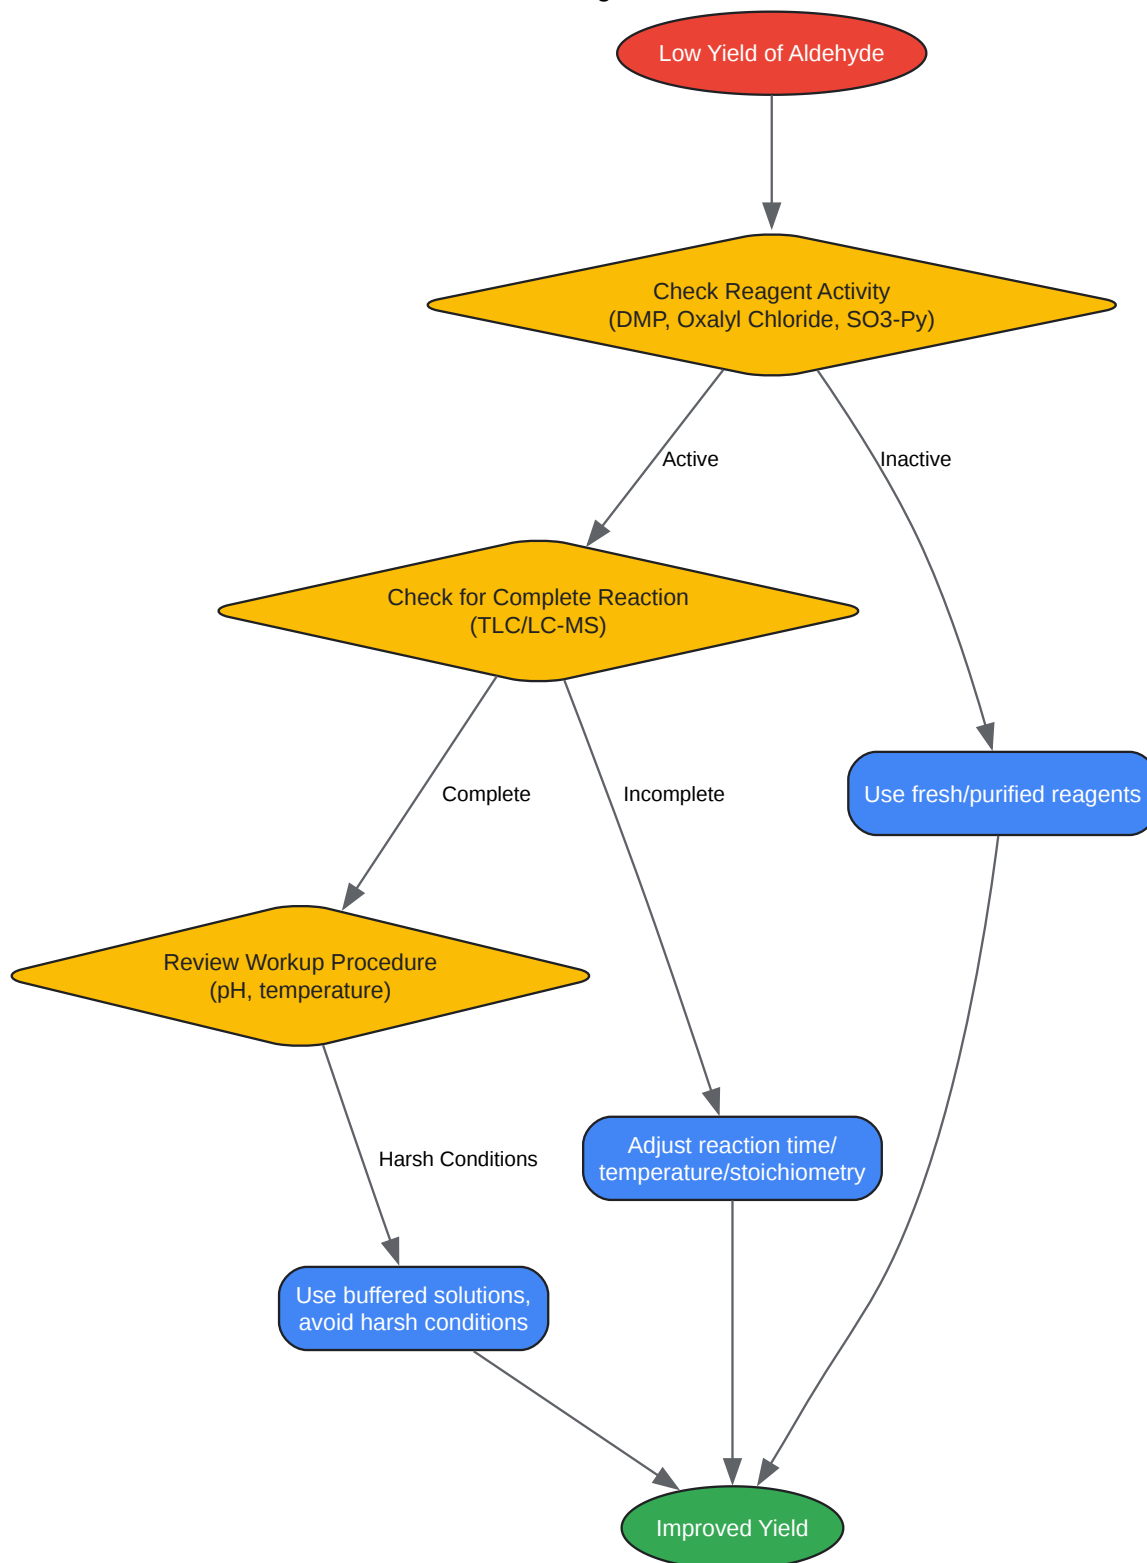 Low Yield of Aldehyde
Check Reagent Activity
(DMP, Oxalyl Chloride, SO3-Py)
Active
Inactive
Check for Complete Reaction
(TLC/LC-MS)
Complete
Incomplete
Use fresh/purified reagents
Review Workup Procedure
(pH, temperature)
Harsh Conditions
Adjust reaction time/
temperature/stoichiometry
Use buffered solutions,
avoid harsh conditions
Improved Yield